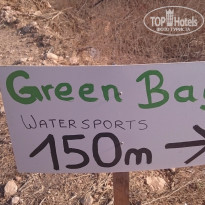 TOP HOTELS
Green Bay
WATERSPORTS
150m →